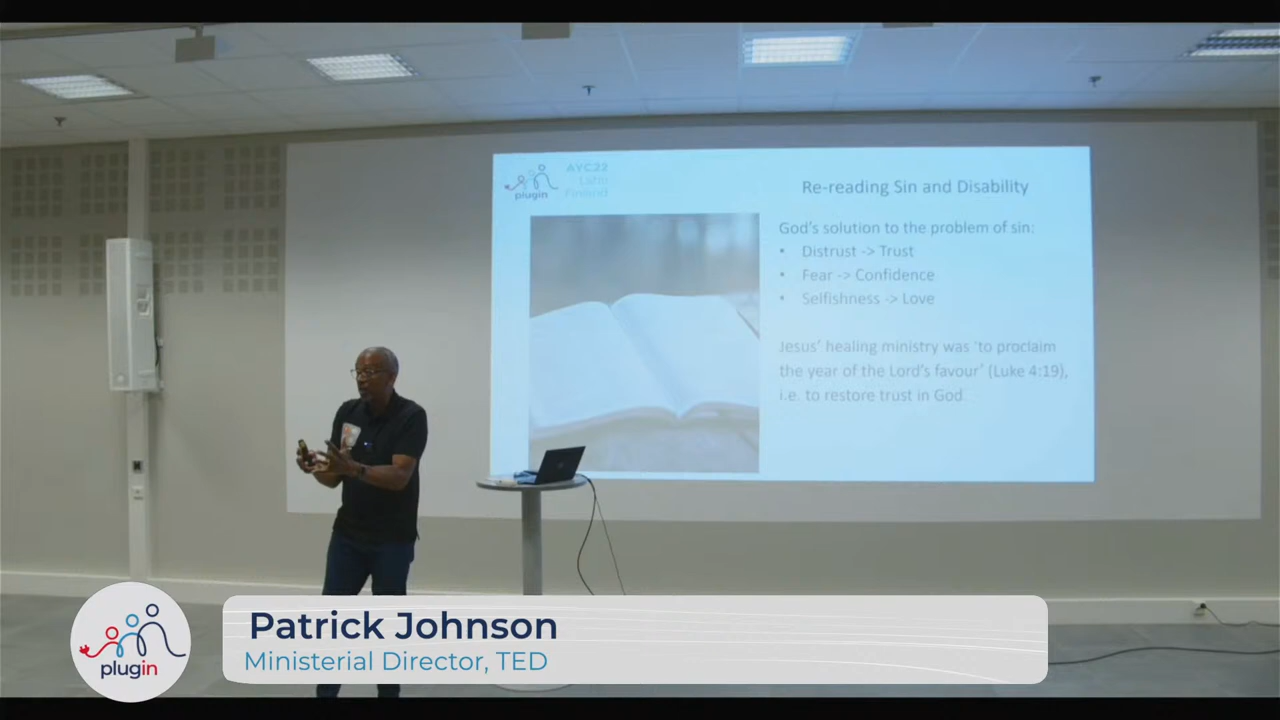 plugin
AYC22
Lahti
Finland
Re-reading Sin and Disability
God's solution to the problem of sin:
• Distrust -> Trust
• Fear -> Confidence
• Selfishness -> Love
Jesus' healing ministry was 'to proclaim
the year of the Lord's favour' (Luke 4:19),
i.e. to restore trust in God.
Patrick Johnson
Ministerial Director, TED
plugin